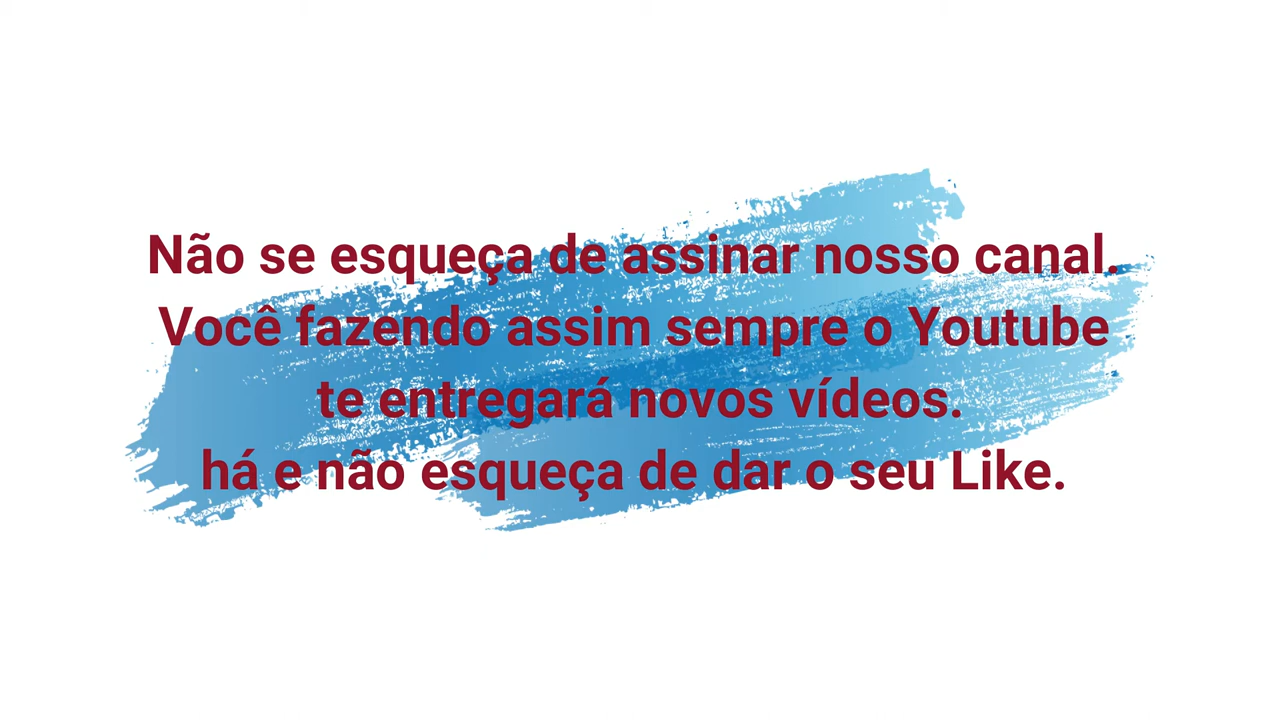 Não se esqueça de assinar nosso canal.
Você fazendo assim sempre o Youtube
te entregará novos vídeos.
há e não esqueça de dar o seu Like.